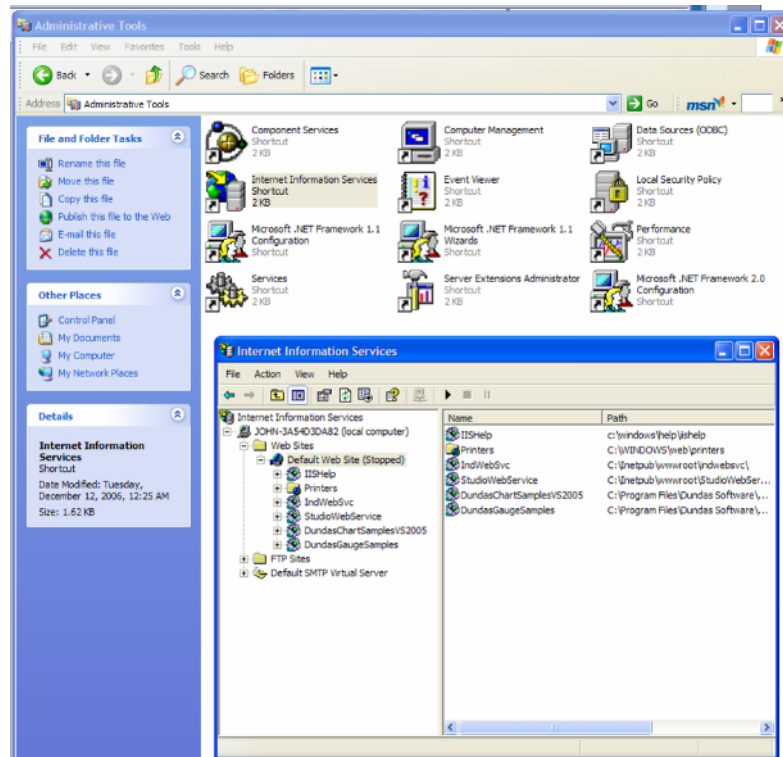 Administrative Tools
File Edit View Favorites Tools Help
Back Search Folders
Address Administrative Tools Go msn
File and Folder Tasks
Rename this file
Move this file
Copy this file
Publish this file to the Web
E-mail this file
Delete this file
Other Places
Control Panel
My Documents
My Computer
My Network Places
Details
Internet Information
Services
Shortcut
Date Modified: Tuesday,
December 12, 2006, 12:25 AM
Size: 1.62 KB
Component Services
Shortcut
2 KB
Computer Management
Shortcut
2 KB
Data Sources (ODBC)
Shortcut
2 KB
Internet Information Services
Shortcut
2 KB
Event Viewer
Shortcut
2 KB
Local Security Policy
Shortcut
2 KB
Microsoft .NET Framework 1.1
Configuration
Shortcut
Microsoft .NET Framework 1.1
Wizards
Shortcut
Performance
Shortcut
2 KB
Services
Shortcut
2 KB
Server Extensions Administrator
Shortcut
2 KB
Microsoft .NET Framework 2.0
Configuration
Shortcut
Internet Information Services
File Action View Help
Internet Information Services
JOHN-3A54D3DA82 (local computer)
Web Sites
Default Web Site (Stopped)
IISHelp
Printers
IndWebSvc
StudioWebService
DundasChartSamplesVS2005
DundasGaugeSamples
FTP Sites
Default SMTP Virtual Server
Name Path
IISHelp c:\windows\help\iishelp
Printers C:\WINDOWS\web\printers
IndWebSvc C:\Inetpub\wwwroot\indwebsvc\
StudioWebService C:\Inetpub\wwwroot\StudioWebSer...
DundasChartSamplesVS2005 C:\Program Files\Dundas Software\,...
DundasGaugeSamples C:\Program Files\Dundas Software\,...